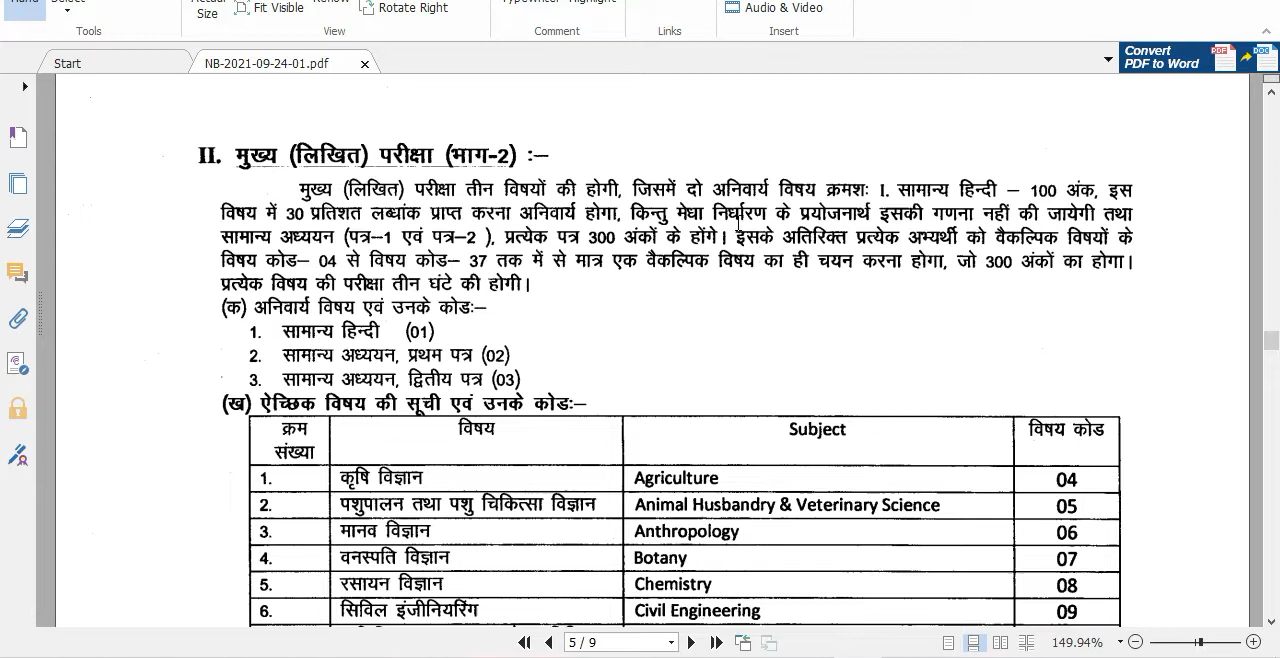 Size
Fit Visible
Rotate Right
Audio & Video
Tools
View
Comment
Links
Insert
Start
NB-2021-09-24-01.pdf
Convert
PDF to Word
PDF
DOC
II. मुख्य (लिखित) परीक्षा (भाग-2) :–
मुख्य (लिखित) परीक्षा तीन विषयों की होगी, जिसमें दो अनिवार्य विषय क्रमशः I. सामान्य हिन्दी – 100 अंक, इस
विषय में 30 प्रतिशत लब्धांक प्राप्त करना अनिवार्य होगा, किन्तु मेधा निर्धारण के प्रयोजनार्थ इसकी गणना नहीं की जायेगी तथा
सामान्य अध्ययन (पत्र–1 एवं पत्र–2 ), प्रत्येक पत्र 300 अंकों के होंगे। इसके अतिरिक्त प्रत्येक अभ्यर्थी को वैकल्पिक विषयों के
विषय कोड– 04 से विषय कोड– 37 तक में से मात्र एक वैकल्पिक विषय का ही चयन करना होगा, जो 300 अंकों का होगा।
प्रत्येक विषय की परीक्षा तीन घंटे की होगी।
(क) अनिवार्य विषय एवं उनके कोडः–
1. सामान्य हिन्दी (01)
2. सामान्य अध्ययन, प्रथम पत्र (02)
3. सामान्य अध्ययन, द्वितीय पत्र (03)
(ख) ऐच्छिक विषय की सूची एवं उनके कोडः–
क्रम संख्या विषय Subject विषय कोड
1. कृषि विज्ञान Agriculture 04
2. पशुपालन तथा पशु चिकित्सा विज्ञान Animal Husbandry & Veterinary Science 05
3. मानव विज्ञान Anthropology 06
4. वनस्पति विज्ञान Botany 07
5. रसायन विज्ञान Chemistry 08
6. सिविल इंजीनियरिंग Civil Engineering 09
5 / 9
149.94%